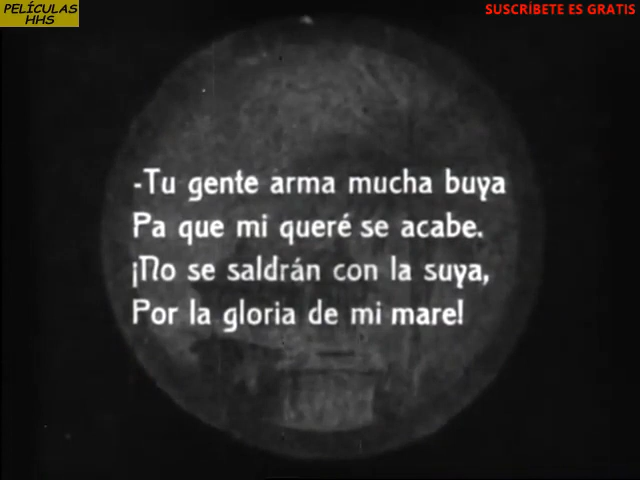 PELÍCULAS
HHS
SUSCRÍBETE ES GRATIS
-Tu gente arma mucha buya
Pa que mi queré se acabe.
¡No se saldrán con la suya,
Por la gloria de mi mare!